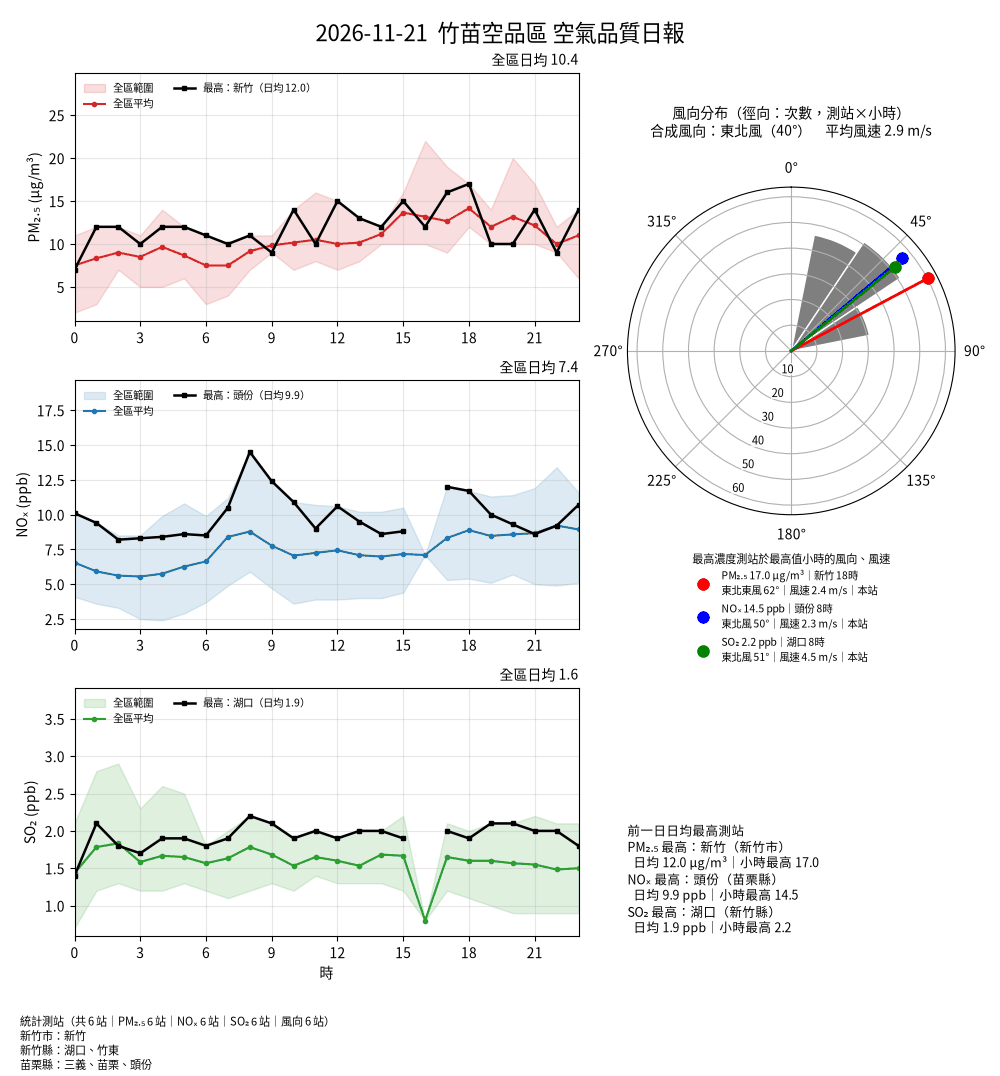 2026-11-21 竹苗空品區 空氣品質日報
全區日均 10.4
全區範圍
全區平均
最高：新竹（日均 12.0）
PM₂.₅ (μg/m³)
25
20
15
10
5
0 3 6 9 12 15 18 21
全區日均 7.4
全區範圍
全區平均
最高：頭份（日均 9.9）
NOₓ (ppb)
17.5
15.0
12.5
10.0
7.5
5.0
2.5
0 3 6 9 12 15 18 21
全區日均 1.6
全區範圍
全區平均
最高：湖口（日均 1.9）
SO₂ (ppb)
3.5
3.0
2.5
2.0
1.5
1.0
0 3 6 9 12 15 18 21
時
風向分布（徑向：次數，測站×小時）
合成風向：東北風（40°） 平均風速 2.9 m/s
0°
315° 45°
270° 90°
10
20
30
40
50
60
225° 135°
180°
最高濃度測站於最高值小時的風向、風速
PM₂.₅ 17.0 μg/m³｜新竹 18時
東北東風 62°｜風速 2.4 m/s｜本站
NOₓ 14.5 ppb｜頭份 8時
東北風 50°｜風速 2.3 m/s｜本站
SO₂ 2.2 ppb｜湖口 8時
東北風 51°｜風速 4.5 m/s｜本站
前一日日均最高測站
PM₂.₅ 最高：新竹（新竹市）
日均 12.0 μg/m³｜小時最高 17.0
NOₓ 最高：頭份（苗栗縣）
日均 9.9 ppb｜小時最高 14.5
SO₂ 最高：湖口（新竹縣）
日均 1.9 ppb｜小時最高 2.2
統計測站（共 6 站｜PM₂.₅ 6 站｜NOₓ 6 站｜SO₂ 6 站｜風向 6 站）
新竹市：新竹
新竹縣：湖口、竹東
苗栗縣：三義、苗栗、頭份